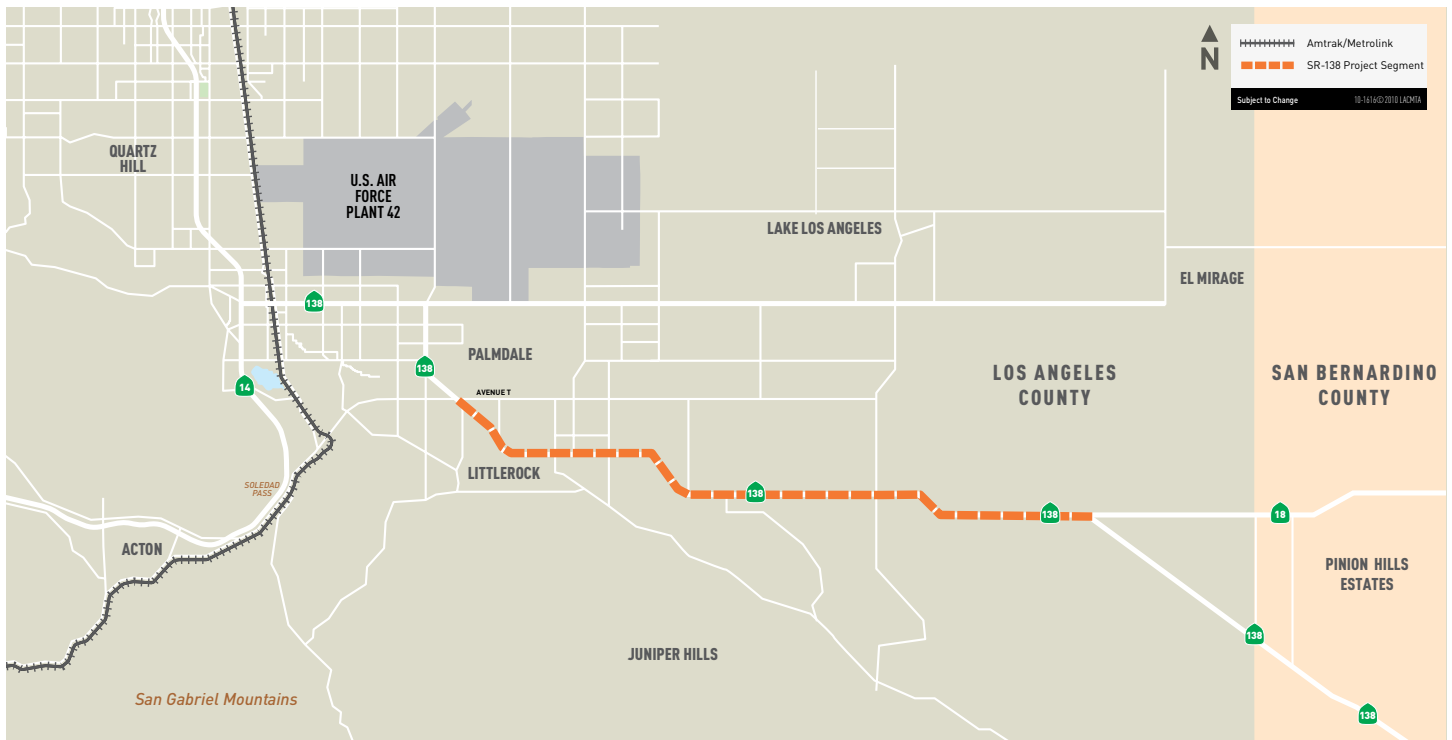 N
Amtrak/Metrolink
SR-138 Project Segment
Subject to Change 10-1616©2010 LACMTA
QUARTZ
HILL
U.S. AIR
FORCE
PLANT 42
LAKE LOS ANGELES
EL MIRAGE
138
138
PALMDALE
14
AVENUE T
LOS ANGELES
COUNTY
SAN BERNARDINO
COUNTY
LITTLEROCK
SOLEDAD
PASS
138
138
18
ACTON
PINION HILLS
ESTATES
138
JUNIPER HILLS
San Gabriel Mountains
138